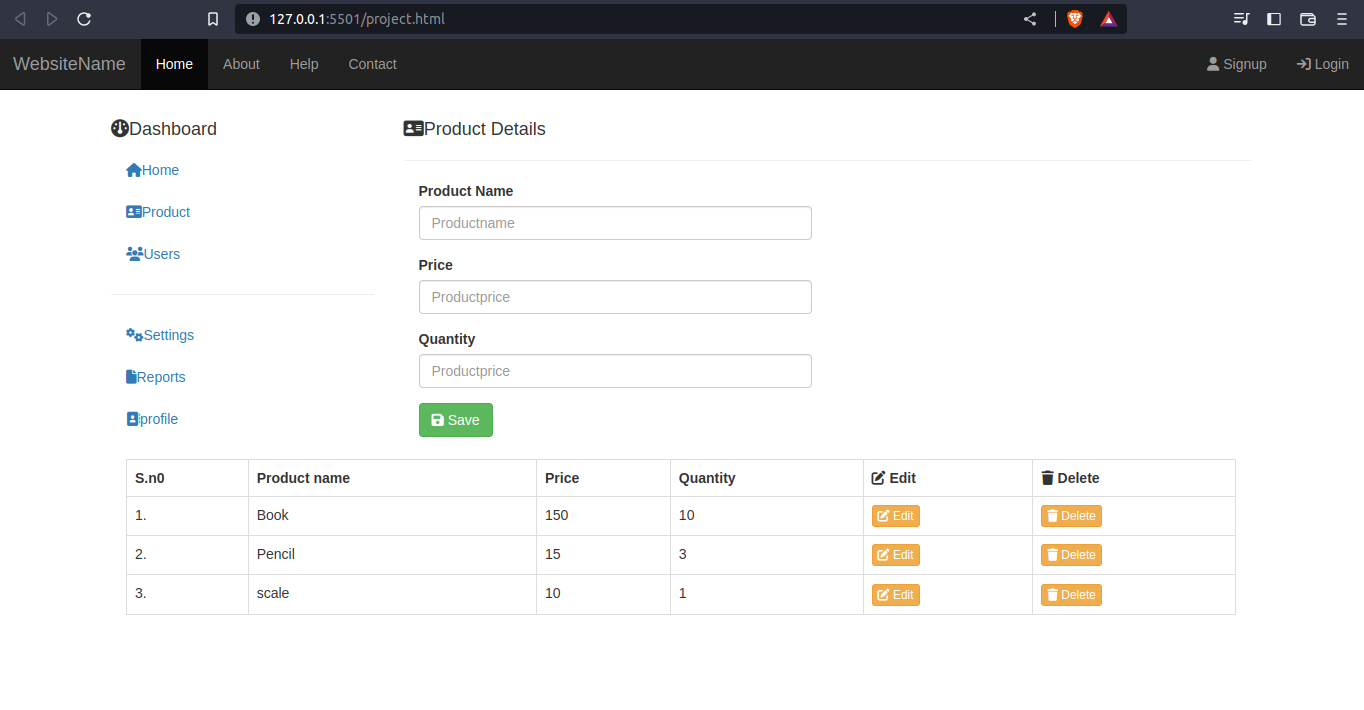 127.0.0.1:5501/project.html
WebsiteName Home About Help Contact Signup Login
Dashboard
Home
Product
Users
Settings
Reports
profile
Product Details
Product Name
Productname
Price
Productprice
Quantity
Productprice
Save
S.n0 Product name Price Quantity Edit Delete
1. Book 150 10 Edit Delete
2. Pencil 15 3 Edit Delete
3. scale 10 1 Edit Delete